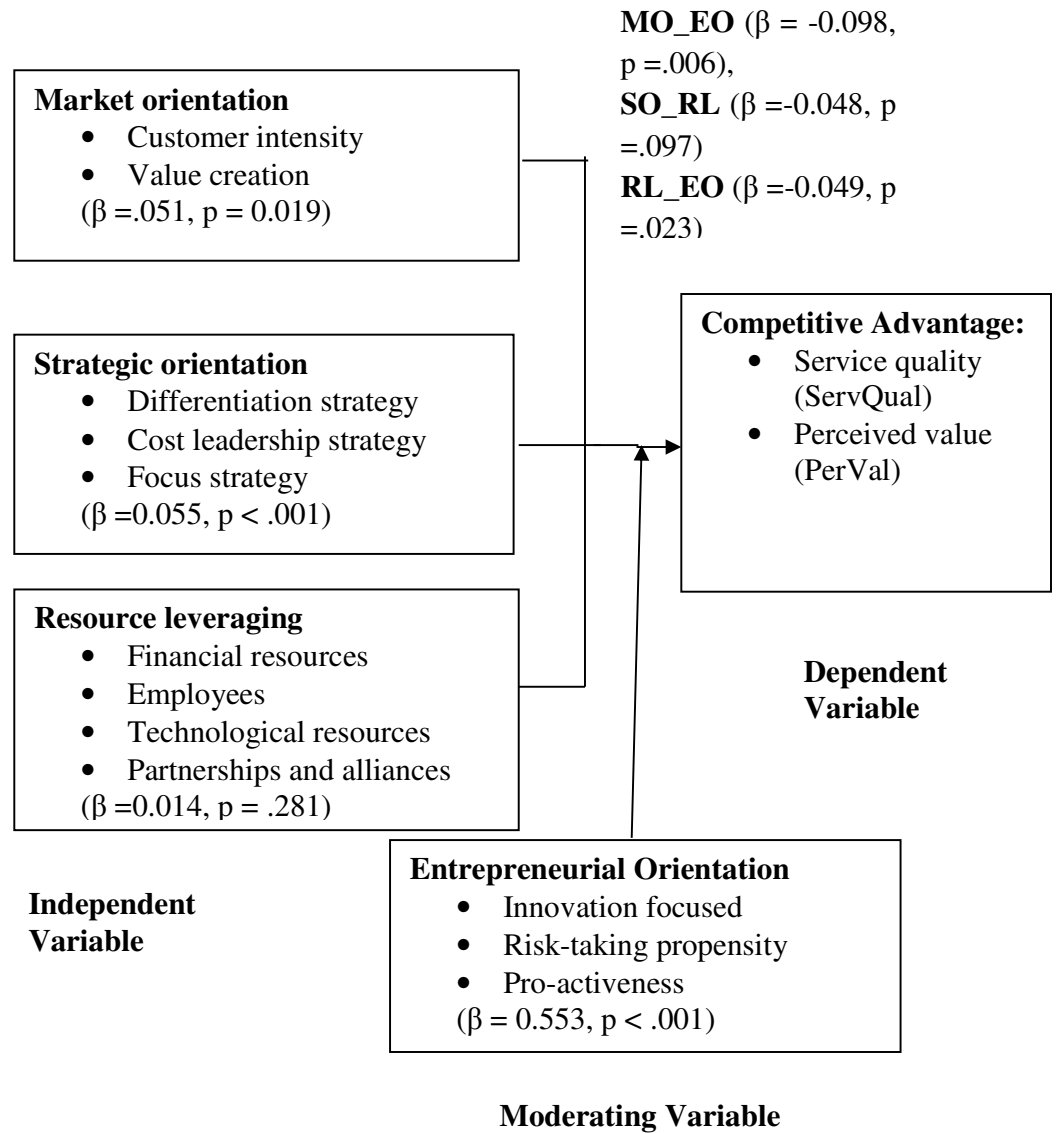 MO_EO (β = -0.098,
p =.006),
SO_RL (β =-0.048, p
=.097)
RL_EO (β =-0.049, p
=.023)
Market orientation
• Customer intensity
• Value creation
(β =.051, p = 0.019)
Strategic orientation
• Differentiation strategy
• Cost leadership strategy
• Focus strategy
(β =0.055, p < .001)
Resource leveraging
• Financial resources
• Employees
• Technological resources
• Partnerships and alliances
(β =0.014, p = .281)
Independent
Variable
Competitive Advantage:
• Service quality
(ServQual)
• Perceived value
(PerVal)
Dependent
Variable
Entrepreneurial Orientation
• Innovation focused
• Risk-taking propensity
• Pro-activeness
(β = 0.553, p < .001)
Moderating Variable